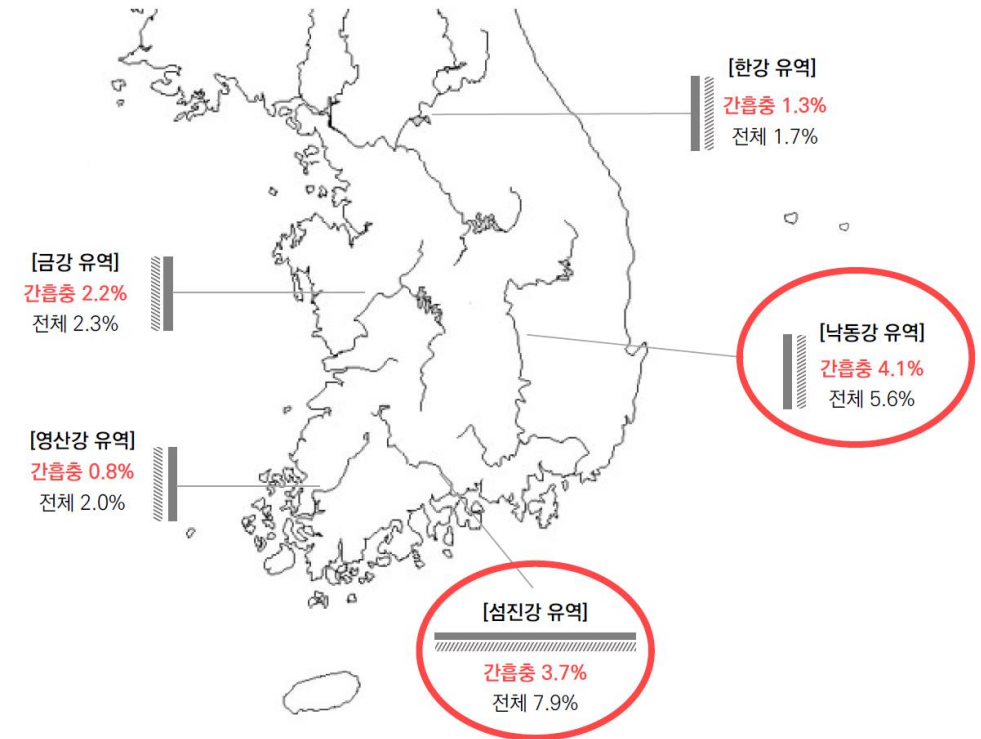 [한강 유역]
간흡충 1.3%
전체 1.7%
[금강 유역]
간흡충 2.2%
전체 2.3%
[낙동강 유역]
간흡충 4.1%
전체 5.6%
[영산강 유역]
간흡충 0.8%
전체 2.0%
[섬진강 유역]
간흡충 3.7%
전체 7.9%